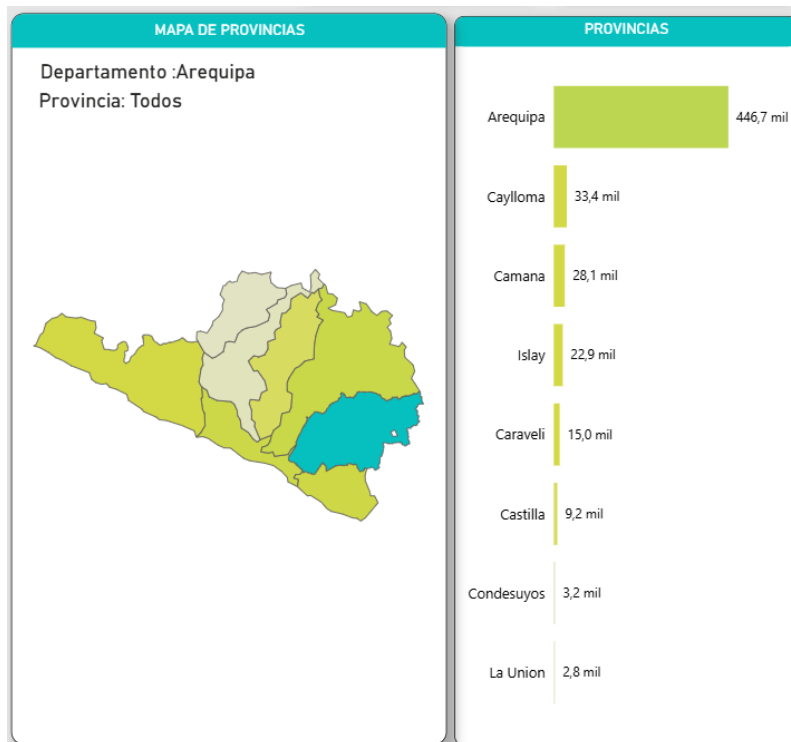 MAPA DE PROVINCIAS
Departamento :Arequipa
Provincia: Todos
PROVINCIAS
Arequipa 446,7 mil
Caylloma 33,4 mil
Camana 28,1 mil
Islay 22,9 mil
Caraveli 15,0 mil
Castilla 9,2 mil
Condesuyos 3,2 mil
La Union 2,8 mil